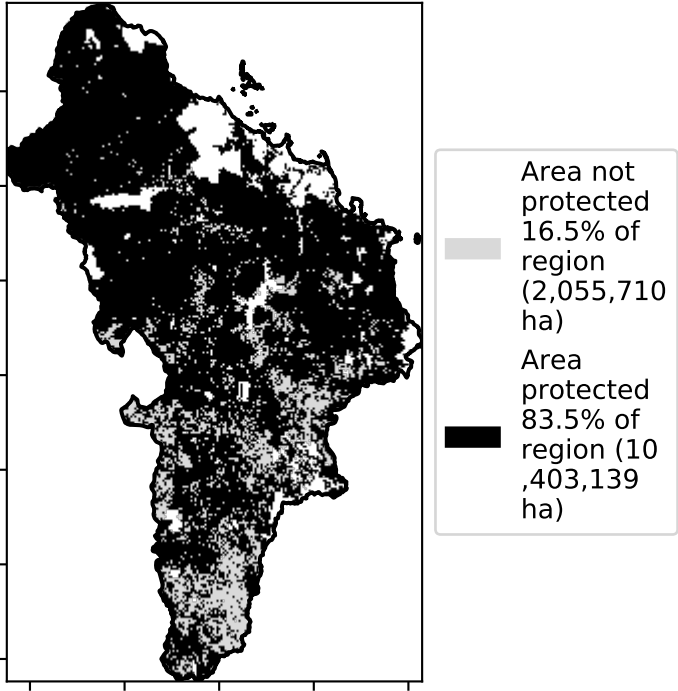 Area not
protected
16.5% of
region
(2,055,710
ha)
Area
protected
83.5% of
region (10
,403,139
ha)